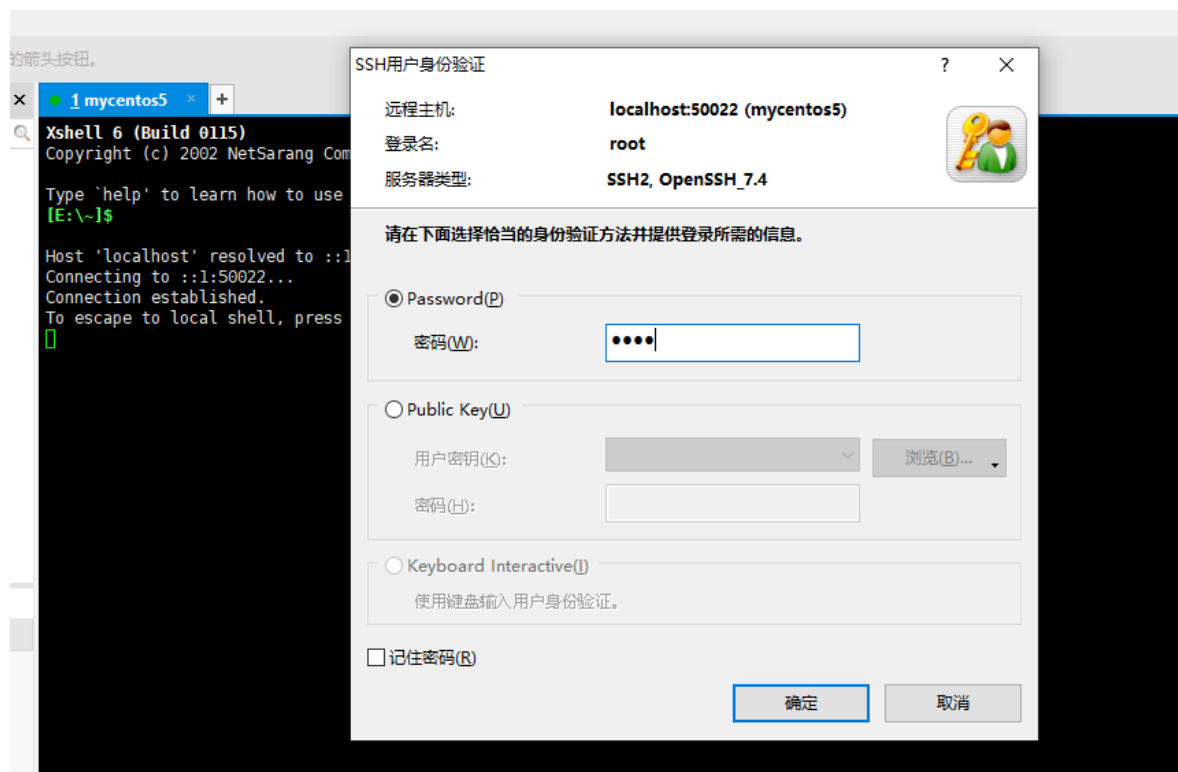 的箭头按钮。
1 mycentos5
Xshell 6 (Build 0115)
Copyright (c) 2002 NetSarang Com
Type `help' to learn how to use
[E:\~]$
Host 'localhost' resolved to ::1
Connecting to ::1:50022...
Connection established.
To escape to local shell, press
SSH用户身份验证
远程主机: localhost:50022 (mycentos5)
登录名: root
服务器类型: SSH2, OpenSSH_7.4
请在下面选择恰当的身份验证方法并提供登录所需的信息。
Password(P)
密码(W):
Public Key(U)
用户密钥(K): 浏览(B)...
密码(H):
Keyboard Interactive(I)
使用键盘输入用户身份验证。
记住密码(R)
确定 取消